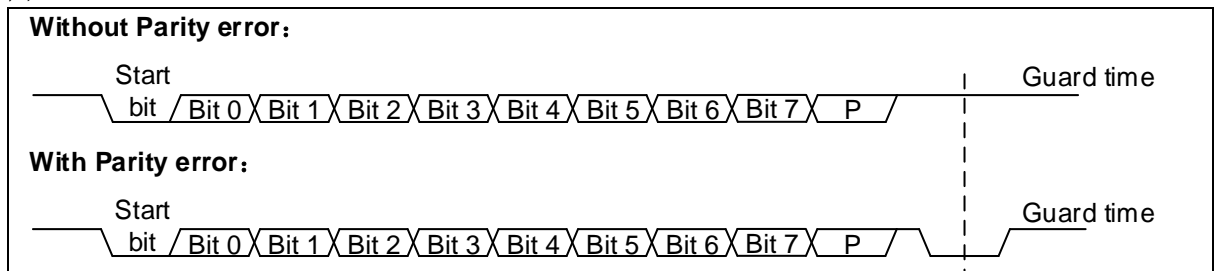 Without Parity error：
Start Guard time
bit Bit 0 Bit 1 Bit 2 Bit 3 Bit 4 Bit 5 Bit 6 Bit 7 P
With Parity error：
Start Guard time
bit Bit 0 Bit 1 Bit 2 Bit 3 Bit 4 Bit 5 Bit 6 Bit 7 P